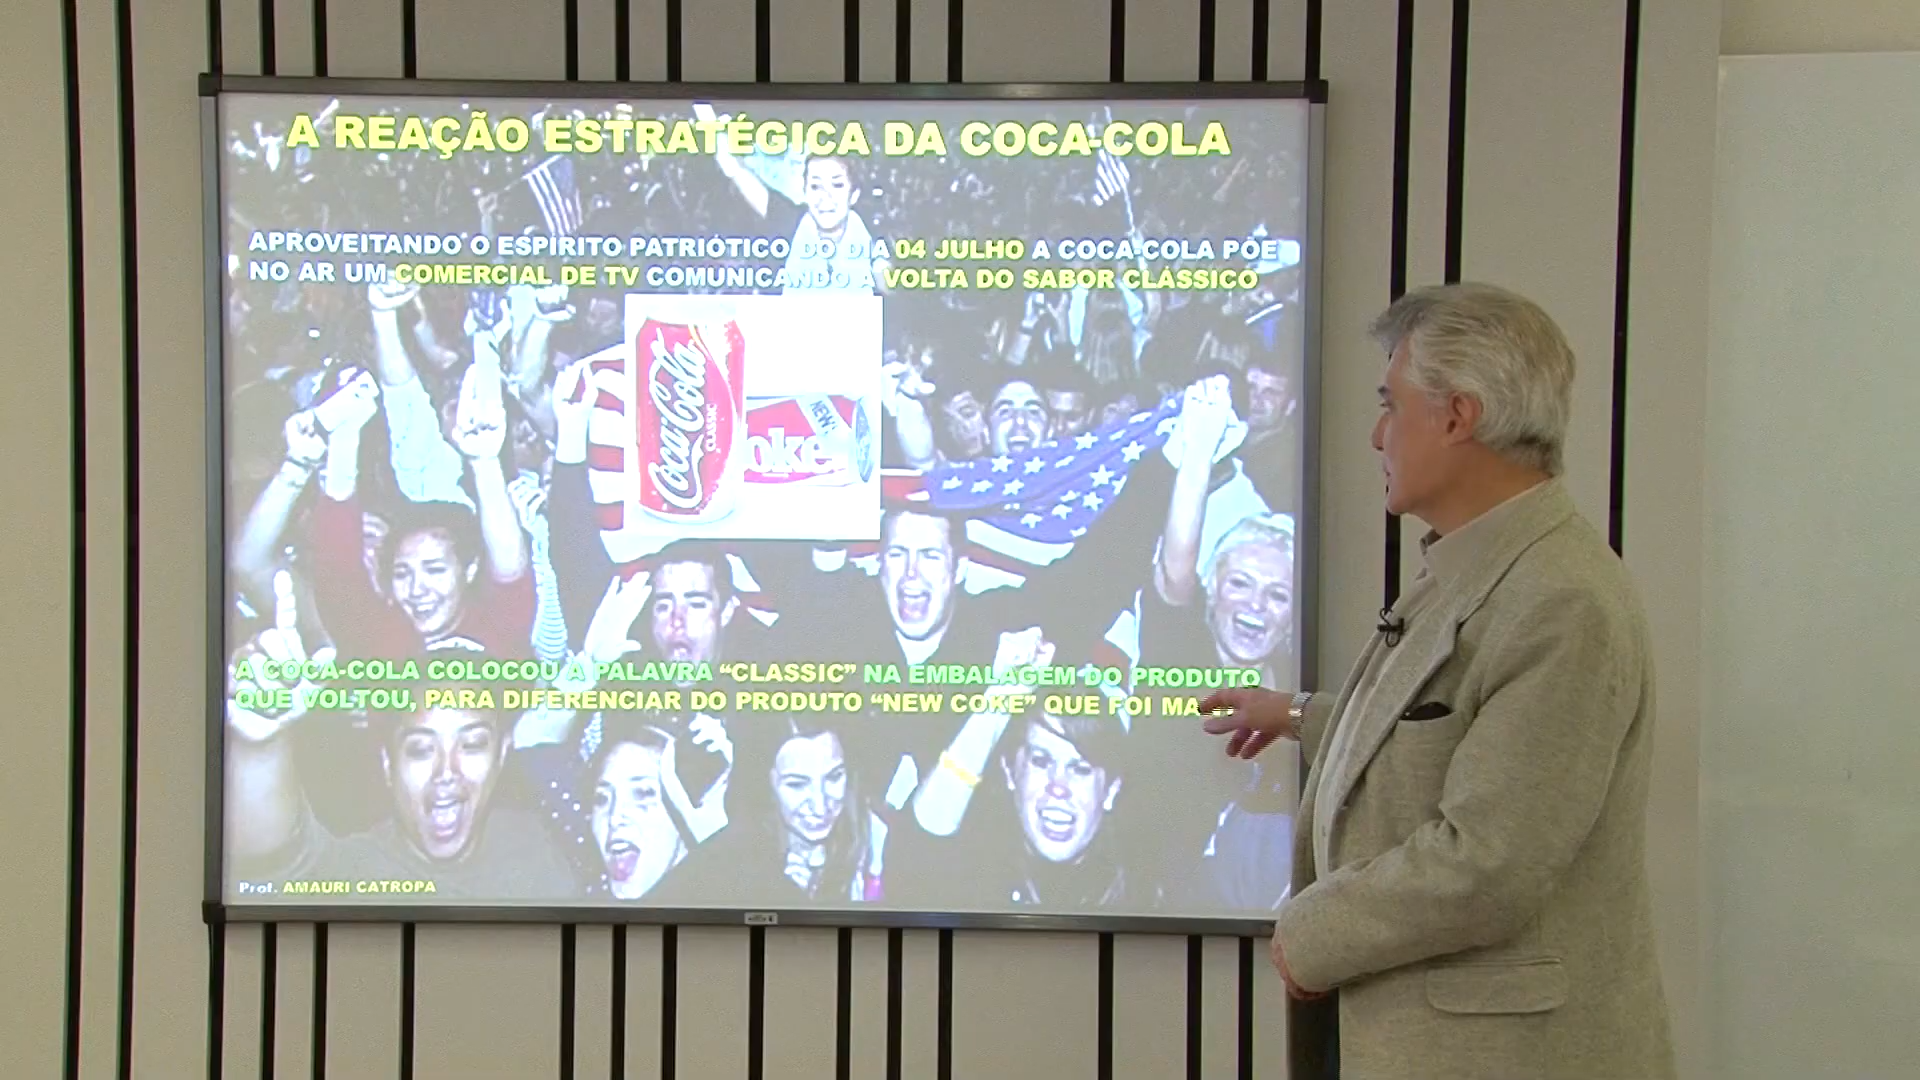 A REAÇÃO ESTRATÉGICA DA COCA-COLA
APROVEITANDO O ESPÍRITO PATRIÓTICO DO DIA 04 JULHO A COCA-COLA PÕE
NO AR UM COMERCIAL DE TV COMUNICANDO A VOLTA DO SABOR CLÁSSICO
Coca-Cola
CLASSIC
NEW
oke
A COCA-COLA COLOCOU A PALAVRA “CLASSIC” NA EMBALAGEM DO PRODUTO
QUE VOLTOU, PARA DIFERENCIAR DO PRODUTO “NEW COKE” QUE FOI
Prof. AMAURI CATROPA